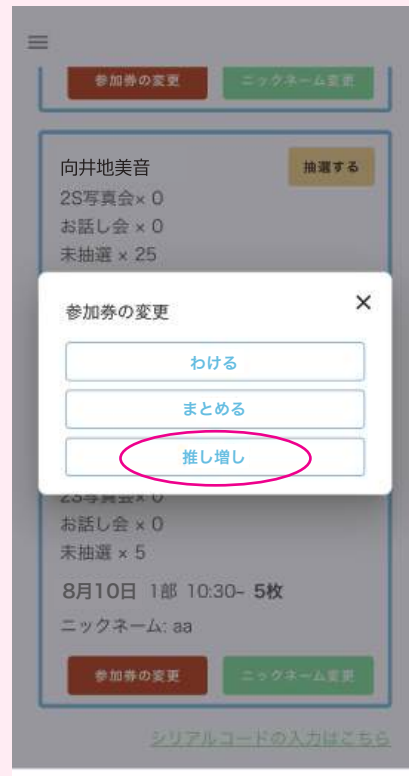 参加券の変更 ニックネーム変更
向井地美音 抽選する
2S写真会× 0
お話し会 × 0
未抽選 × 25
参加券の変更 ×
わける
まとめる
推し増し
2S写真会× 0
お話し会 × 0
未抽選 × 5
8月10日 1部 10:30– 5枚
ニックネーム: aa
参加券の変更 ニックネーム変更
シリアルコードの入力はこちら